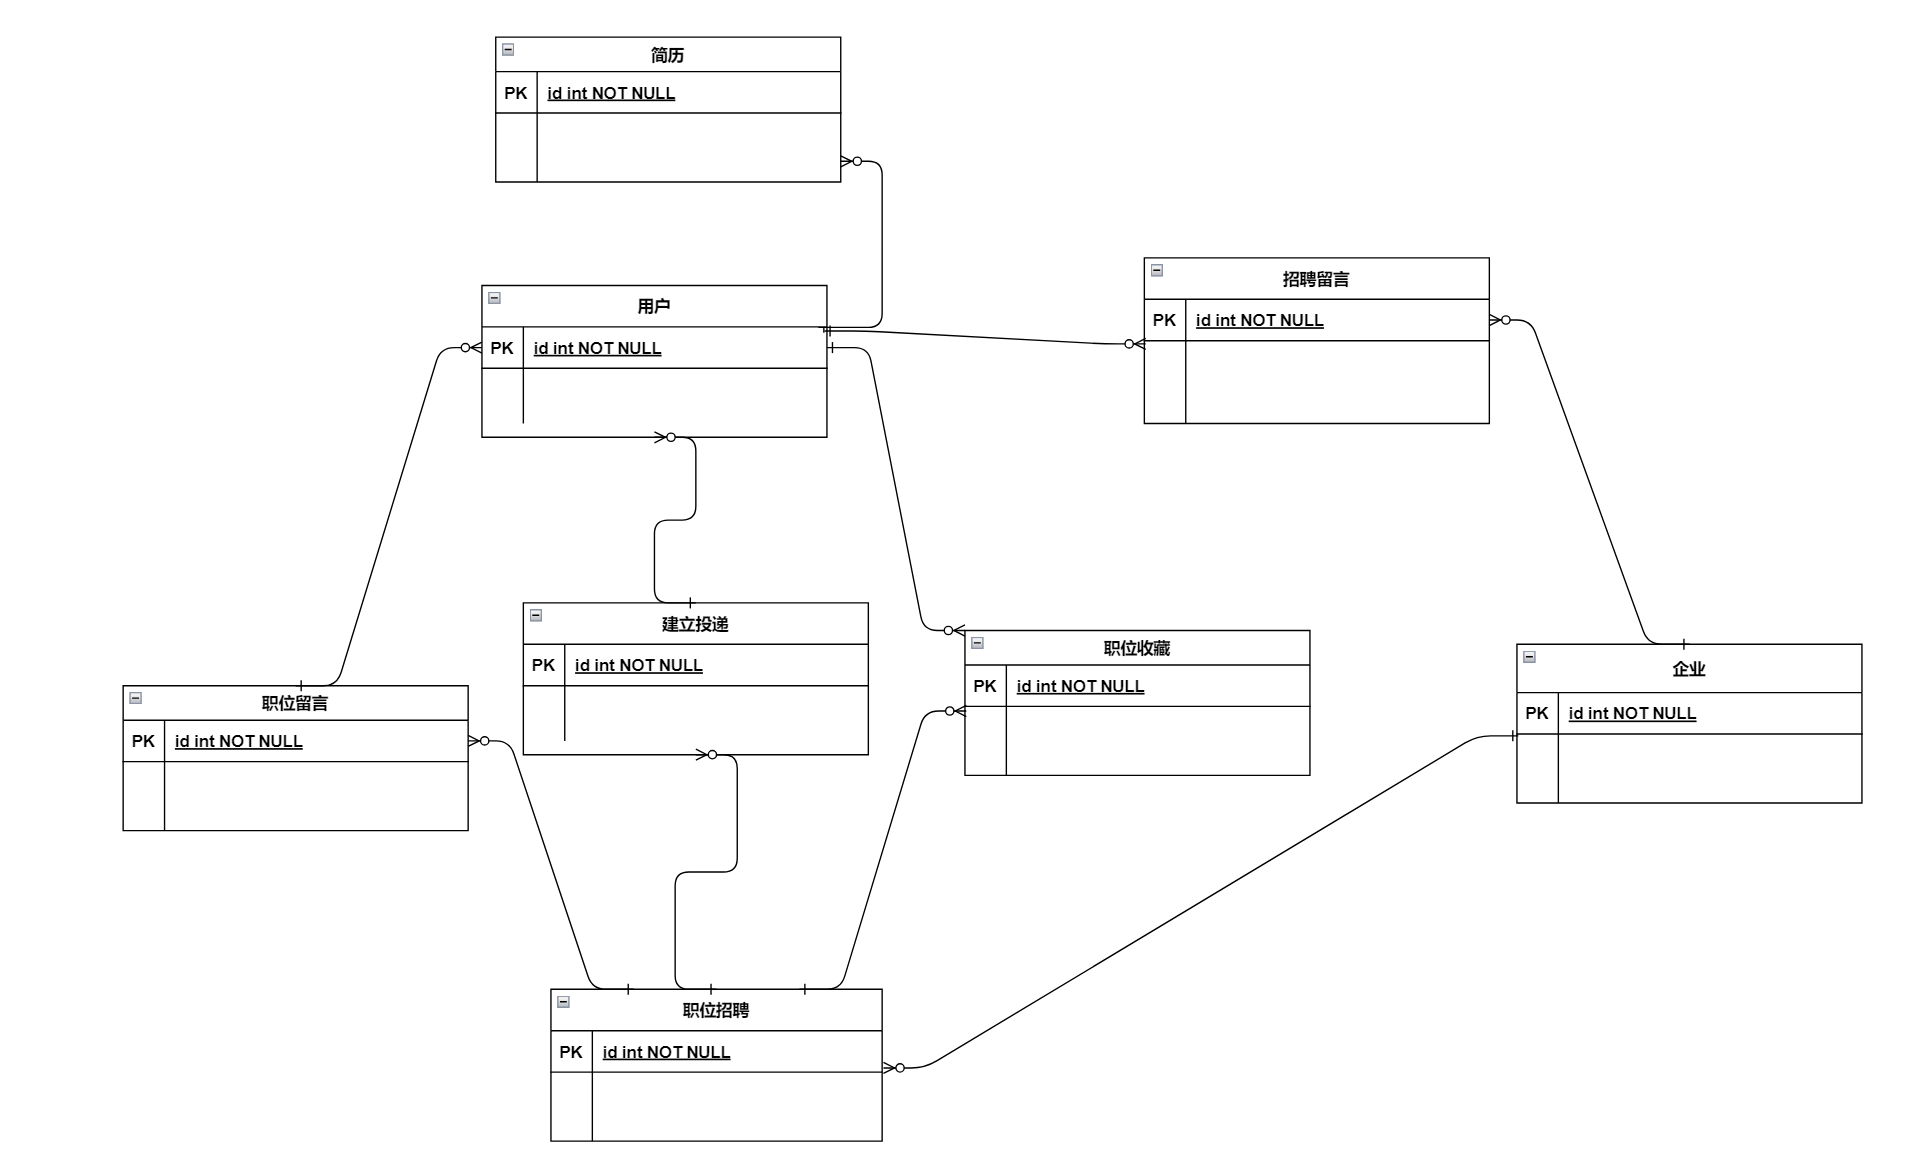 简历
PK id int NOT NULL
招聘留言
PK id int NOT NULL
用户
PK id int NOT NULL
建立投递
PK id int NOT NULL
职位收藏
PK id int NOT NULL
企业
PK id int NOT NULL
职位留言
PK id int NOT NULL
职位招聘
PK id int NOT NULL